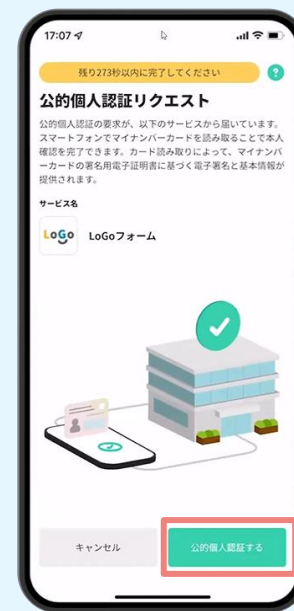 17:07
残り273秒以内に完了してください
?
公的個人認証リクエスト
公的個人認証の要求が、以下のサービスから届いています。
スマートフォンでマイナンバーカードを読み取ることで本人
確認を完了できます。カード読み取りによって、マイナンバ
ーカードの署名用電子証明書に基づく電子署名と基本情報が
提供されます。
サービス名
LoGo
LoGoフォーム
キャンセル
公的個人認証する